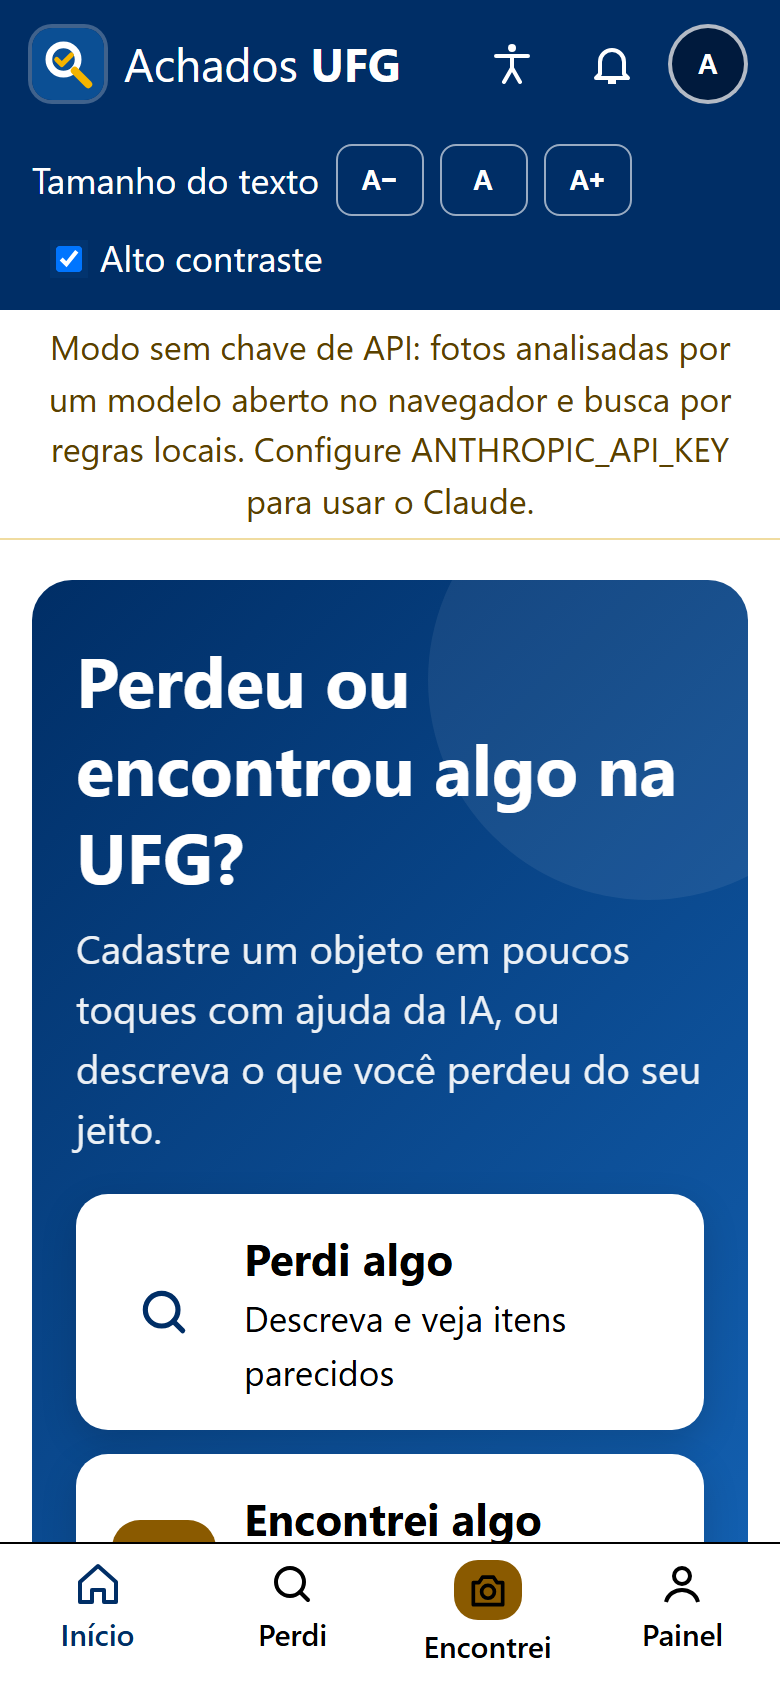 Achados UFG
A
Tamanho do texto A− A A+
Alto contraste
Modo sem chave de API: fotos analisadas por
um modelo aberto no navegador e busca por
regras locais. Configure ANTHROPIC_API_KEY
para usar o Claude.
Perdeu ou
encontrou algo na
UFG?
Cadastre um objeto em poucos
toques com ajuda da IA, ou
descreva o que você perdeu do seu
jeito.
Perdi algo
Descreva e veja itens
parecidos
Encontrei algo
Início Perdi Encontrei Painel